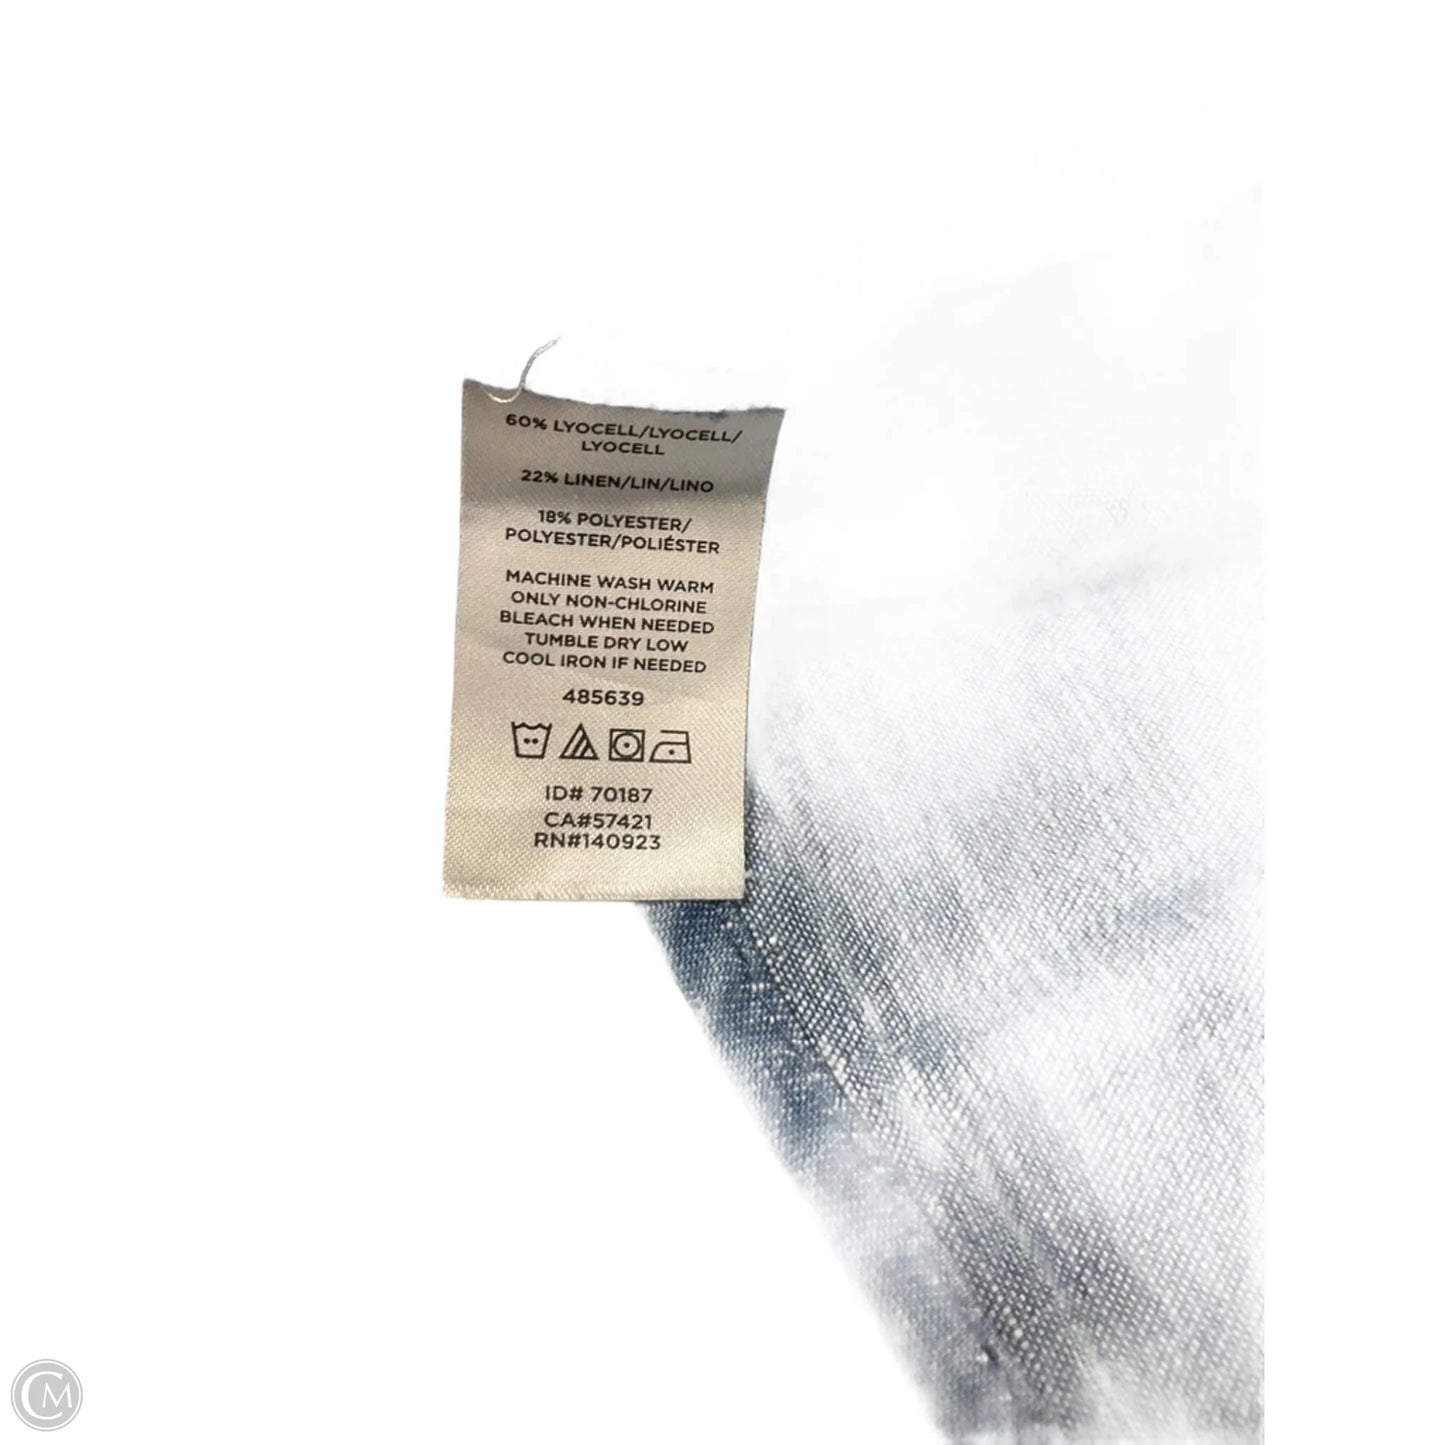 60% LYOCELL/LYOCELL/
LYOCELL
22% LINEN/LIN/LINO
18% POLYESTER/
POLYESTER/POLIÉSTER
MACHINE WASH WARM
ONLY NON-CHLORINE
BLEACH WHEN NEEDED
TUMBLE DRY LOW
COOL IRON IF NEEDED
485639
ID# 70187
CA#57421
RN#140923
CM